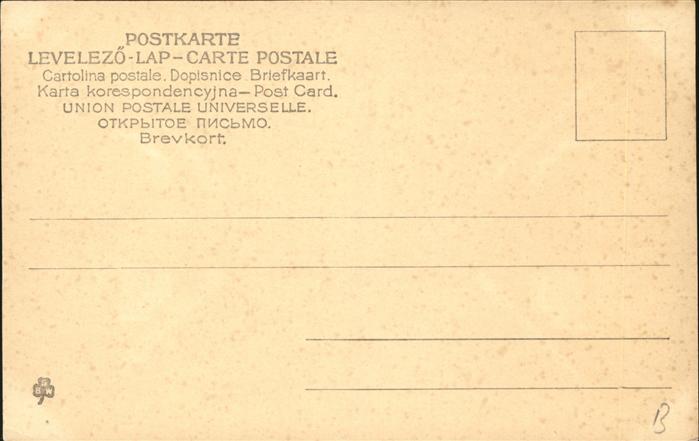 POSTKARTE
LEVELEZŐ-LAP-CARTE POSTALE
Cartolina postale. Dopisnice Briefkaart.
Karta korespondencyjna-Post Card.
UNION POSTALE UNIVERSELLE.
ОТКРЫТОЕ ПИСЬМО.
Brevkort.
B W
B